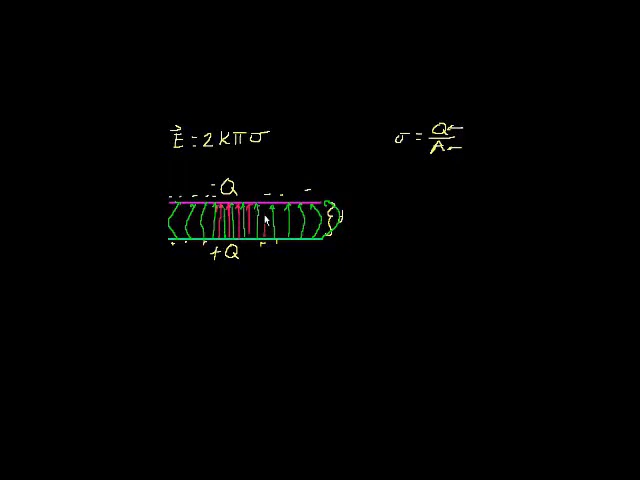 E = 2Kπσ
σ = Q/A
-Q
d
+Q